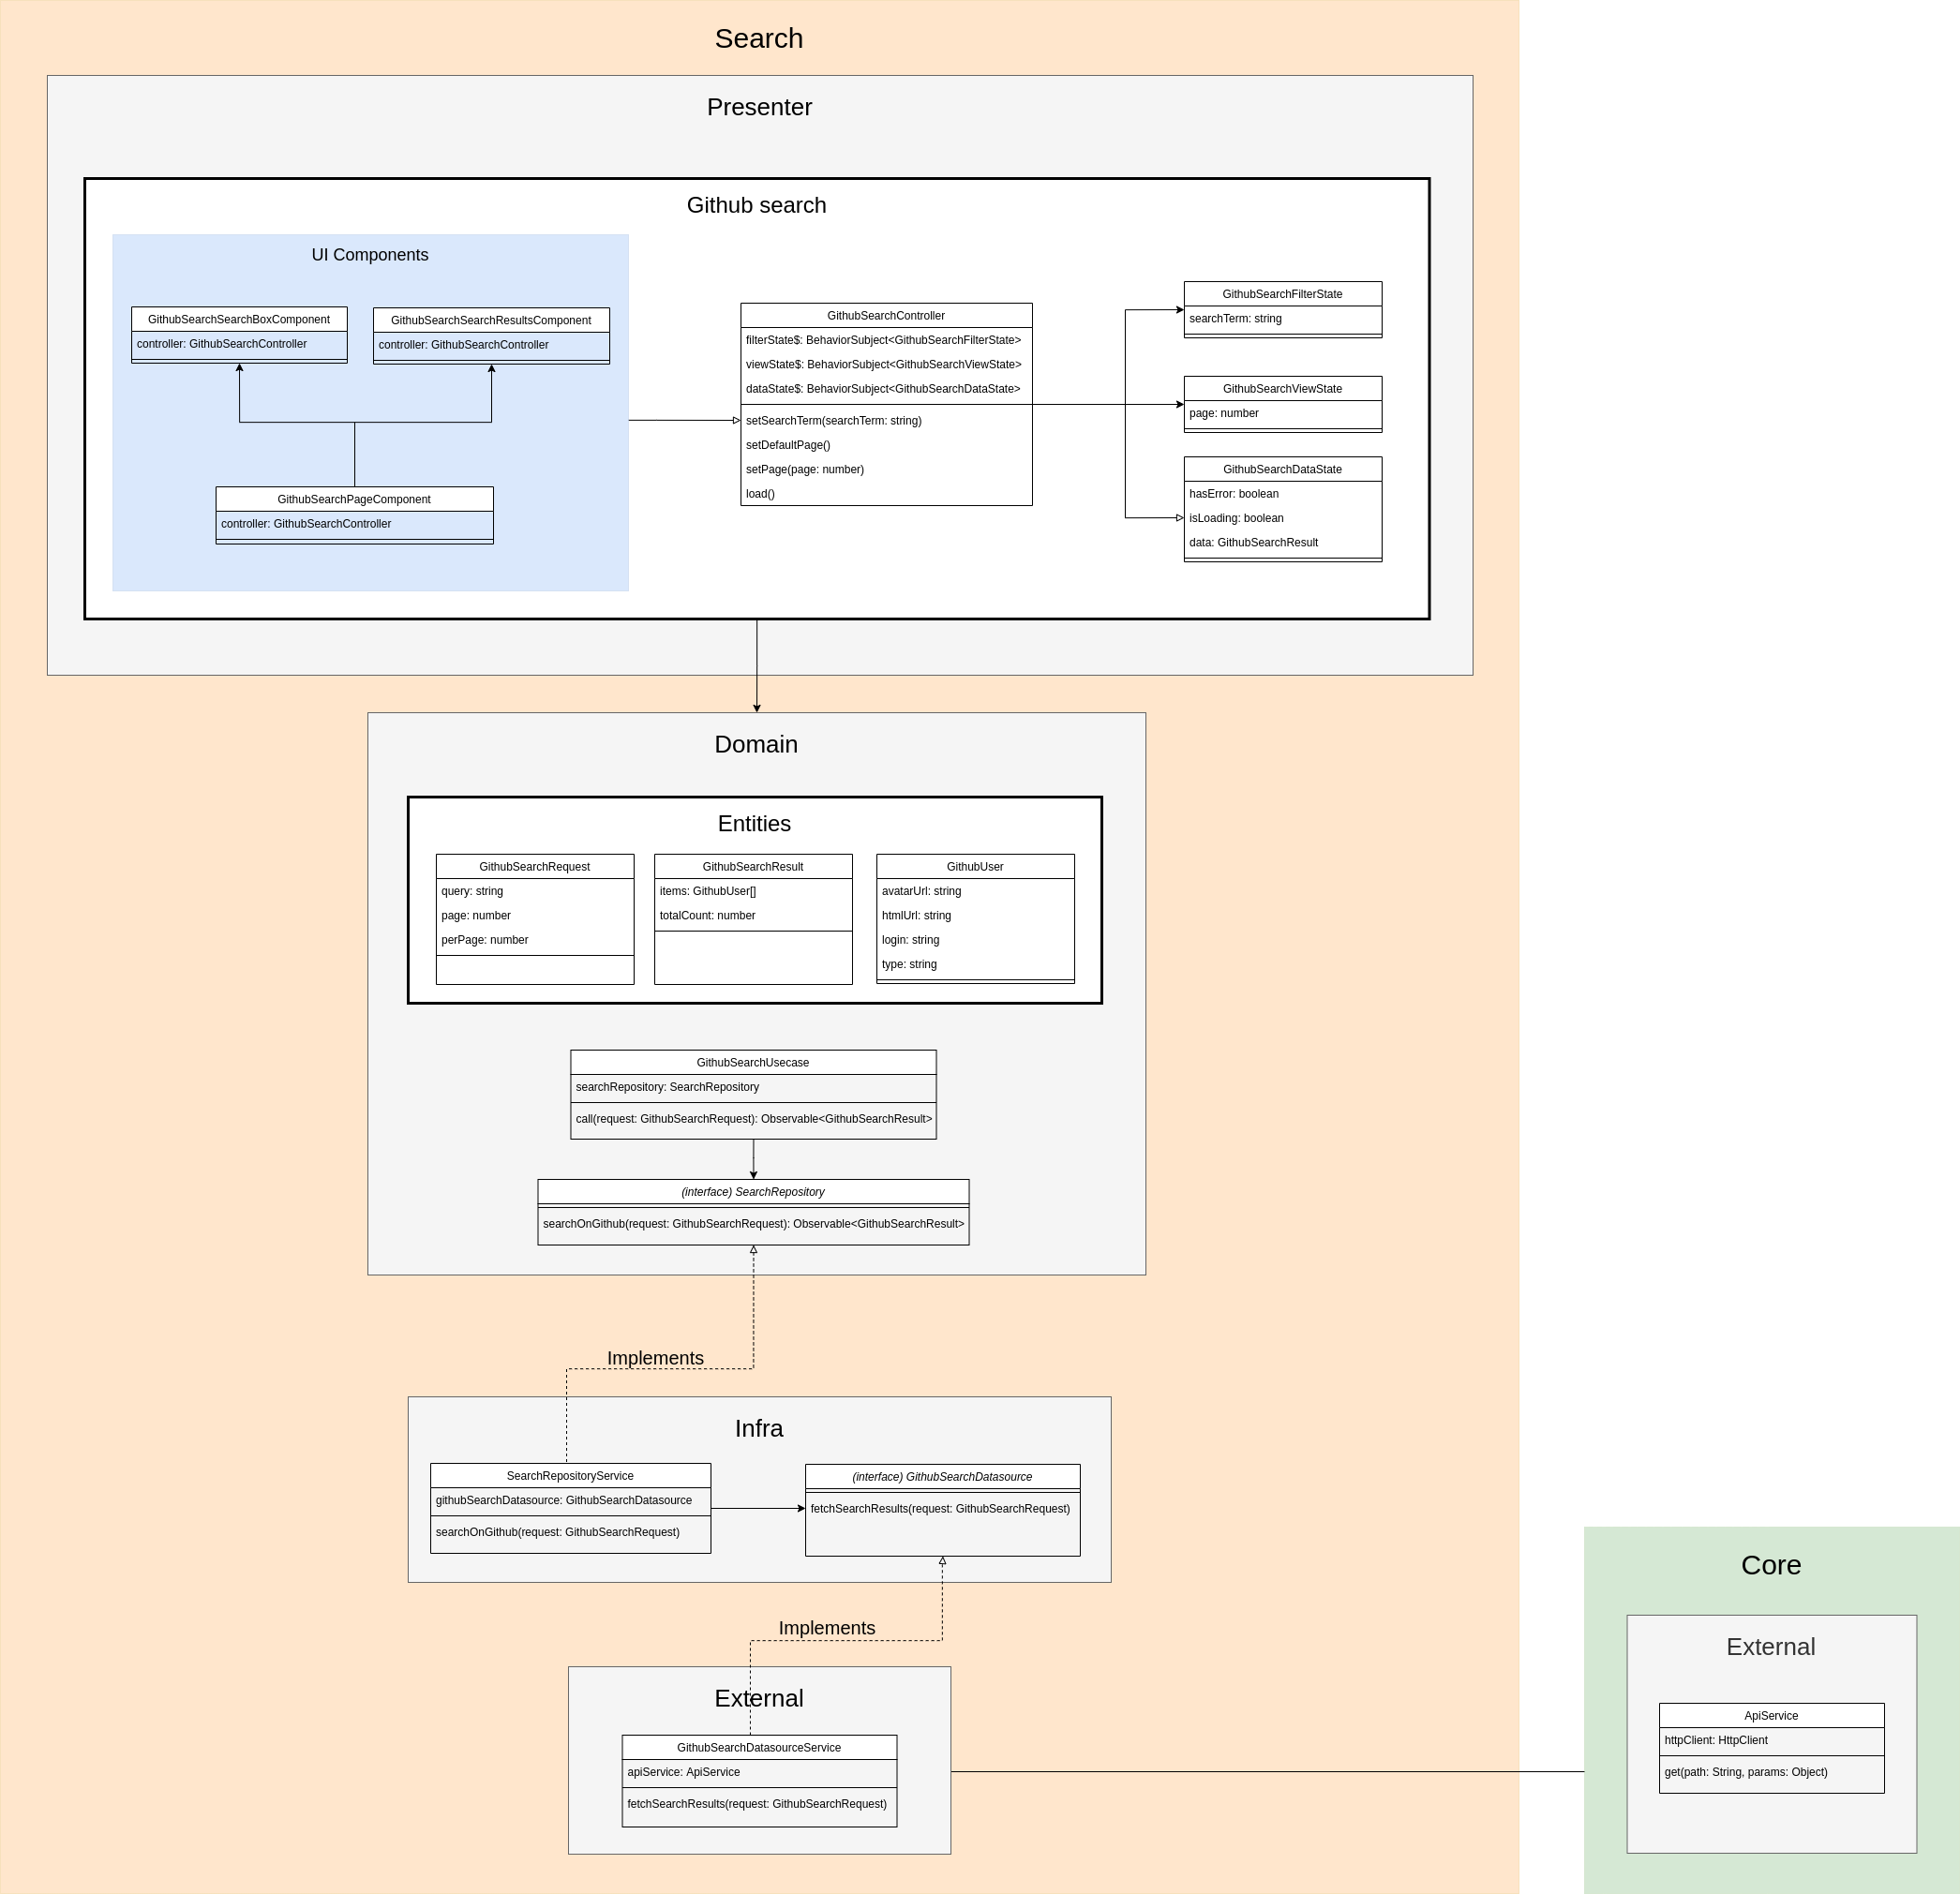 Search
Presenter
Github search
UI Components
GithubSearchSearchBoxComponent
controller: GithubSearchController
GithubSearchSearchResultsComponent
controller: GithubSearchController
GithubSearchPageComponent
controller: GithubSearchController
GithubSearchController
filterState$: BehaviorSubject<GithubSearchFilterState>
viewState$: BehaviorSubject<GithubSearchViewState>
dataState$: BehaviorSubject<GithubSearchDataState>
setSearchTerm(searchTerm: string)
setDefaultPage()
setPage(page: number)
load()
GithubSearchFilterState
searchTerm: string
GithubSearchViewState
page: number
GithubSearchDataState
hasError: boolean
isLoading: boolean
data: GithubSearchResult
Domain
Entities
GithubSearchRequest
query: string
page: number
perPage: number
GithubSearchResult
items: GithubUser[]
totalCount: number
GithubUser
avatarUrl: string
htmlUrl: string
login: string
type: string
GithubSearchUsecase
searchRepository: SearchRepository
call(request: GithubSearchRequest): Observable<GithubSearchResult>
(interface) SearchRepository
searchOnGithub(request: GithubSearchRequest): Observable<GithubSearchResult>
Implements
Infra
SearchRepositoryService
githubSearchDatasource: GithubSearchDatasource
searchOnGithub(request: GithubSearchRequest)
(interface) GithubSearchDatasource
fetchSearchResults(request: GithubSearchRequest)
Implements
External
GithubSearchDatasourceService
apiService: ApiService
fetchSearchResults(request: GithubSearchRequest)
Core
External
ApiService
httpClient: HttpClient
get(path: String, params: Object)